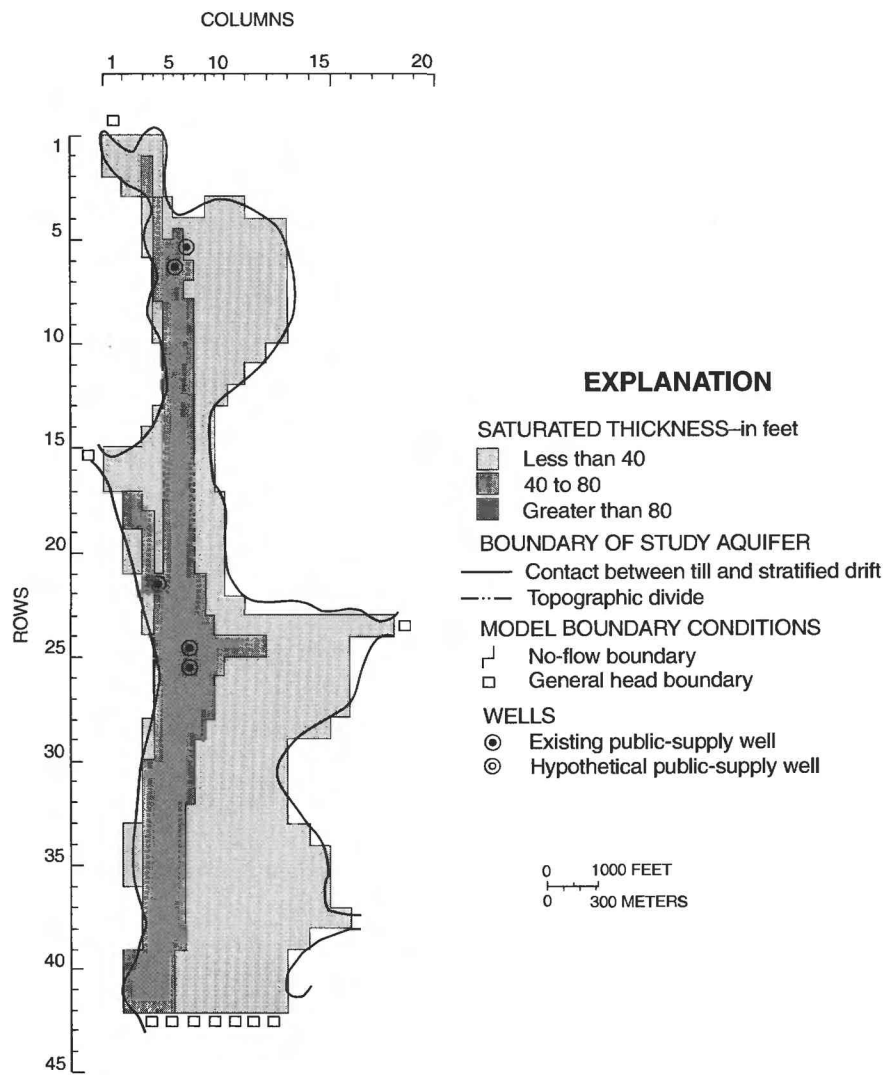 COLUMNS
1 5 10 15 20
ROWS
1
5
10
15
20
25
30
35
40
45
EXPLANATION
SATURATED THICKNESS—in feet
Less than 40
40 to 80
Greater than 80
BOUNDARY OF STUDY AQUIFER
Contact between till and stratified drift
Topographic divide
MODEL BOUNDARY CONDITIONS
No-flow boundary
General head boundary
WELLS
Existing public-supply well
Hypothetical public-supply well
0 1000 FEET
0 300 METERS